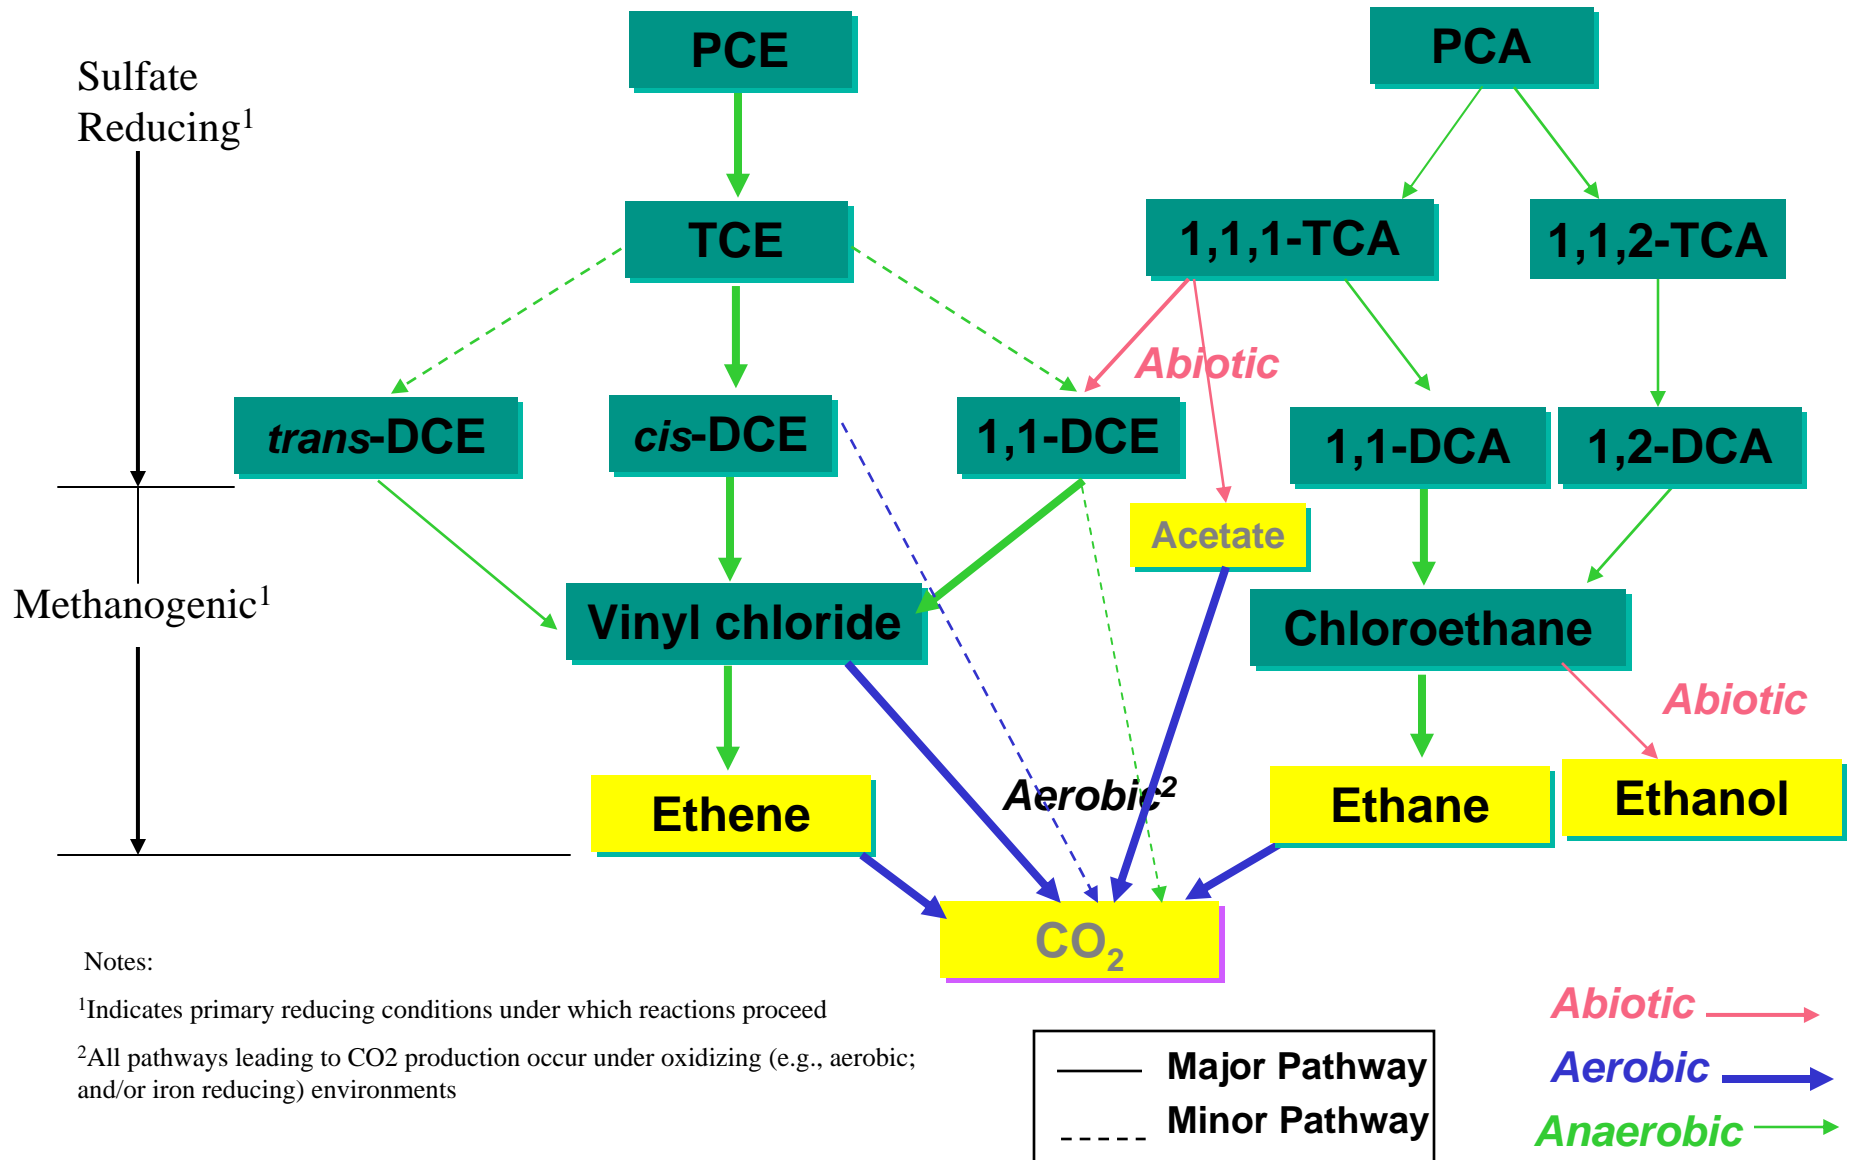 PCE
PCA
Sulfate
Reducing¹
TCE
1,1,1-TCA
1,1,2-TCA
Abiotic
trans-DCE
cis-DCE
1,1-DCE
1,1-DCA
1,2-DCA
Acetate
Methanogenic¹
Vinyl chloride
Chloroethane
Abiotic
Ethene
Aerobic²
Ethane
Ethanol
CO₂
Notes:
¹Indicates primary reducing conditions under which reactions proceed
²All pathways leading to CO2 production occur under oxidizing (e.g., aerobic;
and/or iron reducing) environments
Major Pathway
Minor Pathway
Abiotic
Aerobic
Anaerobic